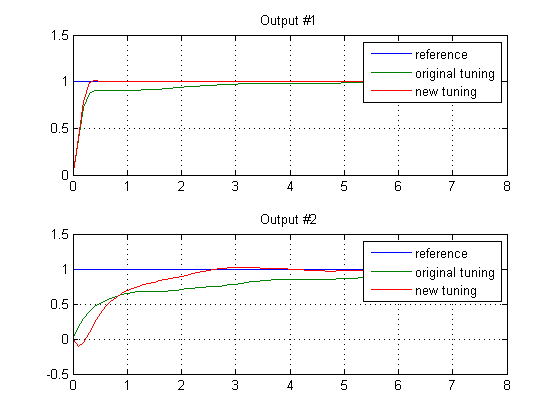 Output #1
1.5
1
0.5
0
reference
original tuning
new tuning
0 1 2 3 4 5 6 7 8
Output #2
1.5
1
0.5
0
-0.5
reference
original tuning
new tuning
0 1 2 3 4 5 6 7 8